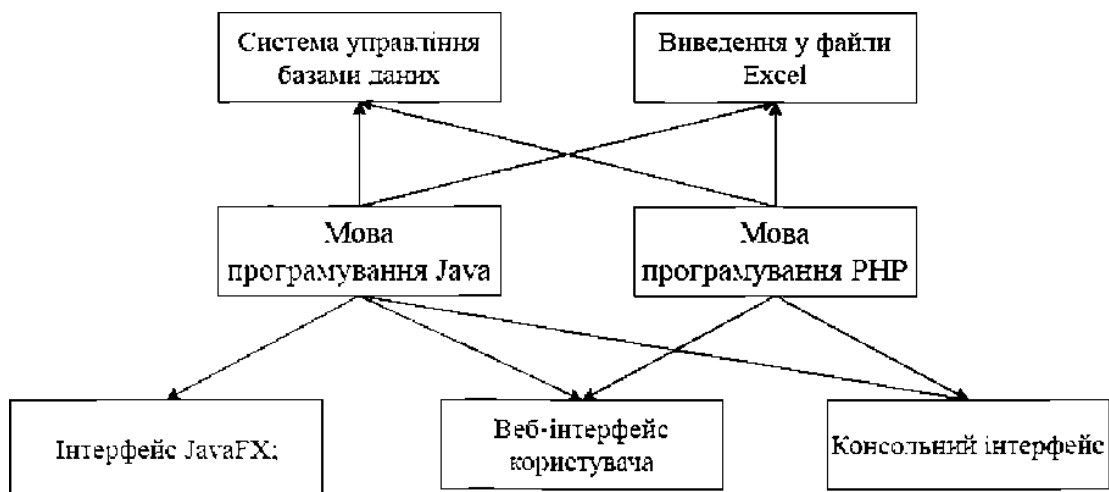 Система управління
базами даних
Виведення у файли
Excel
Мова
програмування Java
Мова
програмування PHP
Інтерфейс JavaFX;
Веб-інтерфейс
користувача
Консольний інтерфейс